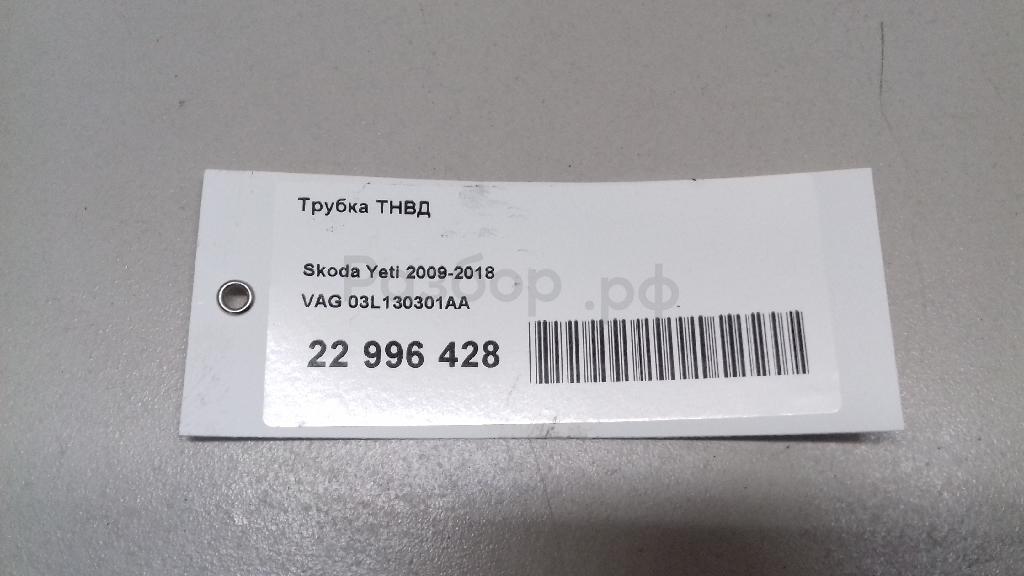 Трубка ТНВД
Skoda Yeti 2009-2018
Разбор.рф
VAG 03L130301AA
22 996 428